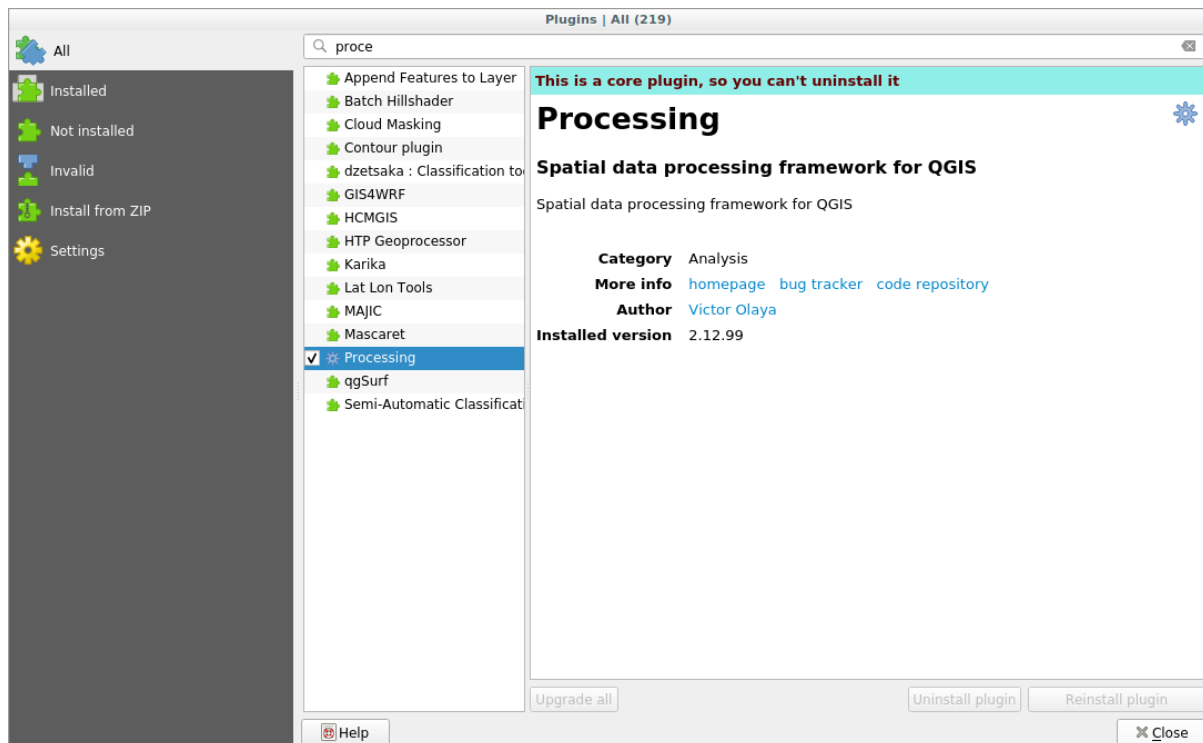 Plugins | All (219)
All
Installed
Not installed
Invalid
Install from ZIP
Settings
proce
Append Features to Layer
Batch Hillshader
Cloud Masking
Contour plugin
dzetsaka : Classification to
GIS4WRF
HCMGIS
HTP Geoprocessor
Karika
Lat Lon Tools
MAJIC
Mascaret
Processing
qgSurf
Semi-Automatic Classificati
This is a core plugin, so you can't uninstall it
Processing
Spatial data processing framework for QGIS
Spatial data processing framework for QGIS
Category Analysis
More info homepage bug tracker code repository
Author Victor Olaya
Installed version 2.12.99
Upgrade all Uninstall plugin Reinstall plugin
Help Close